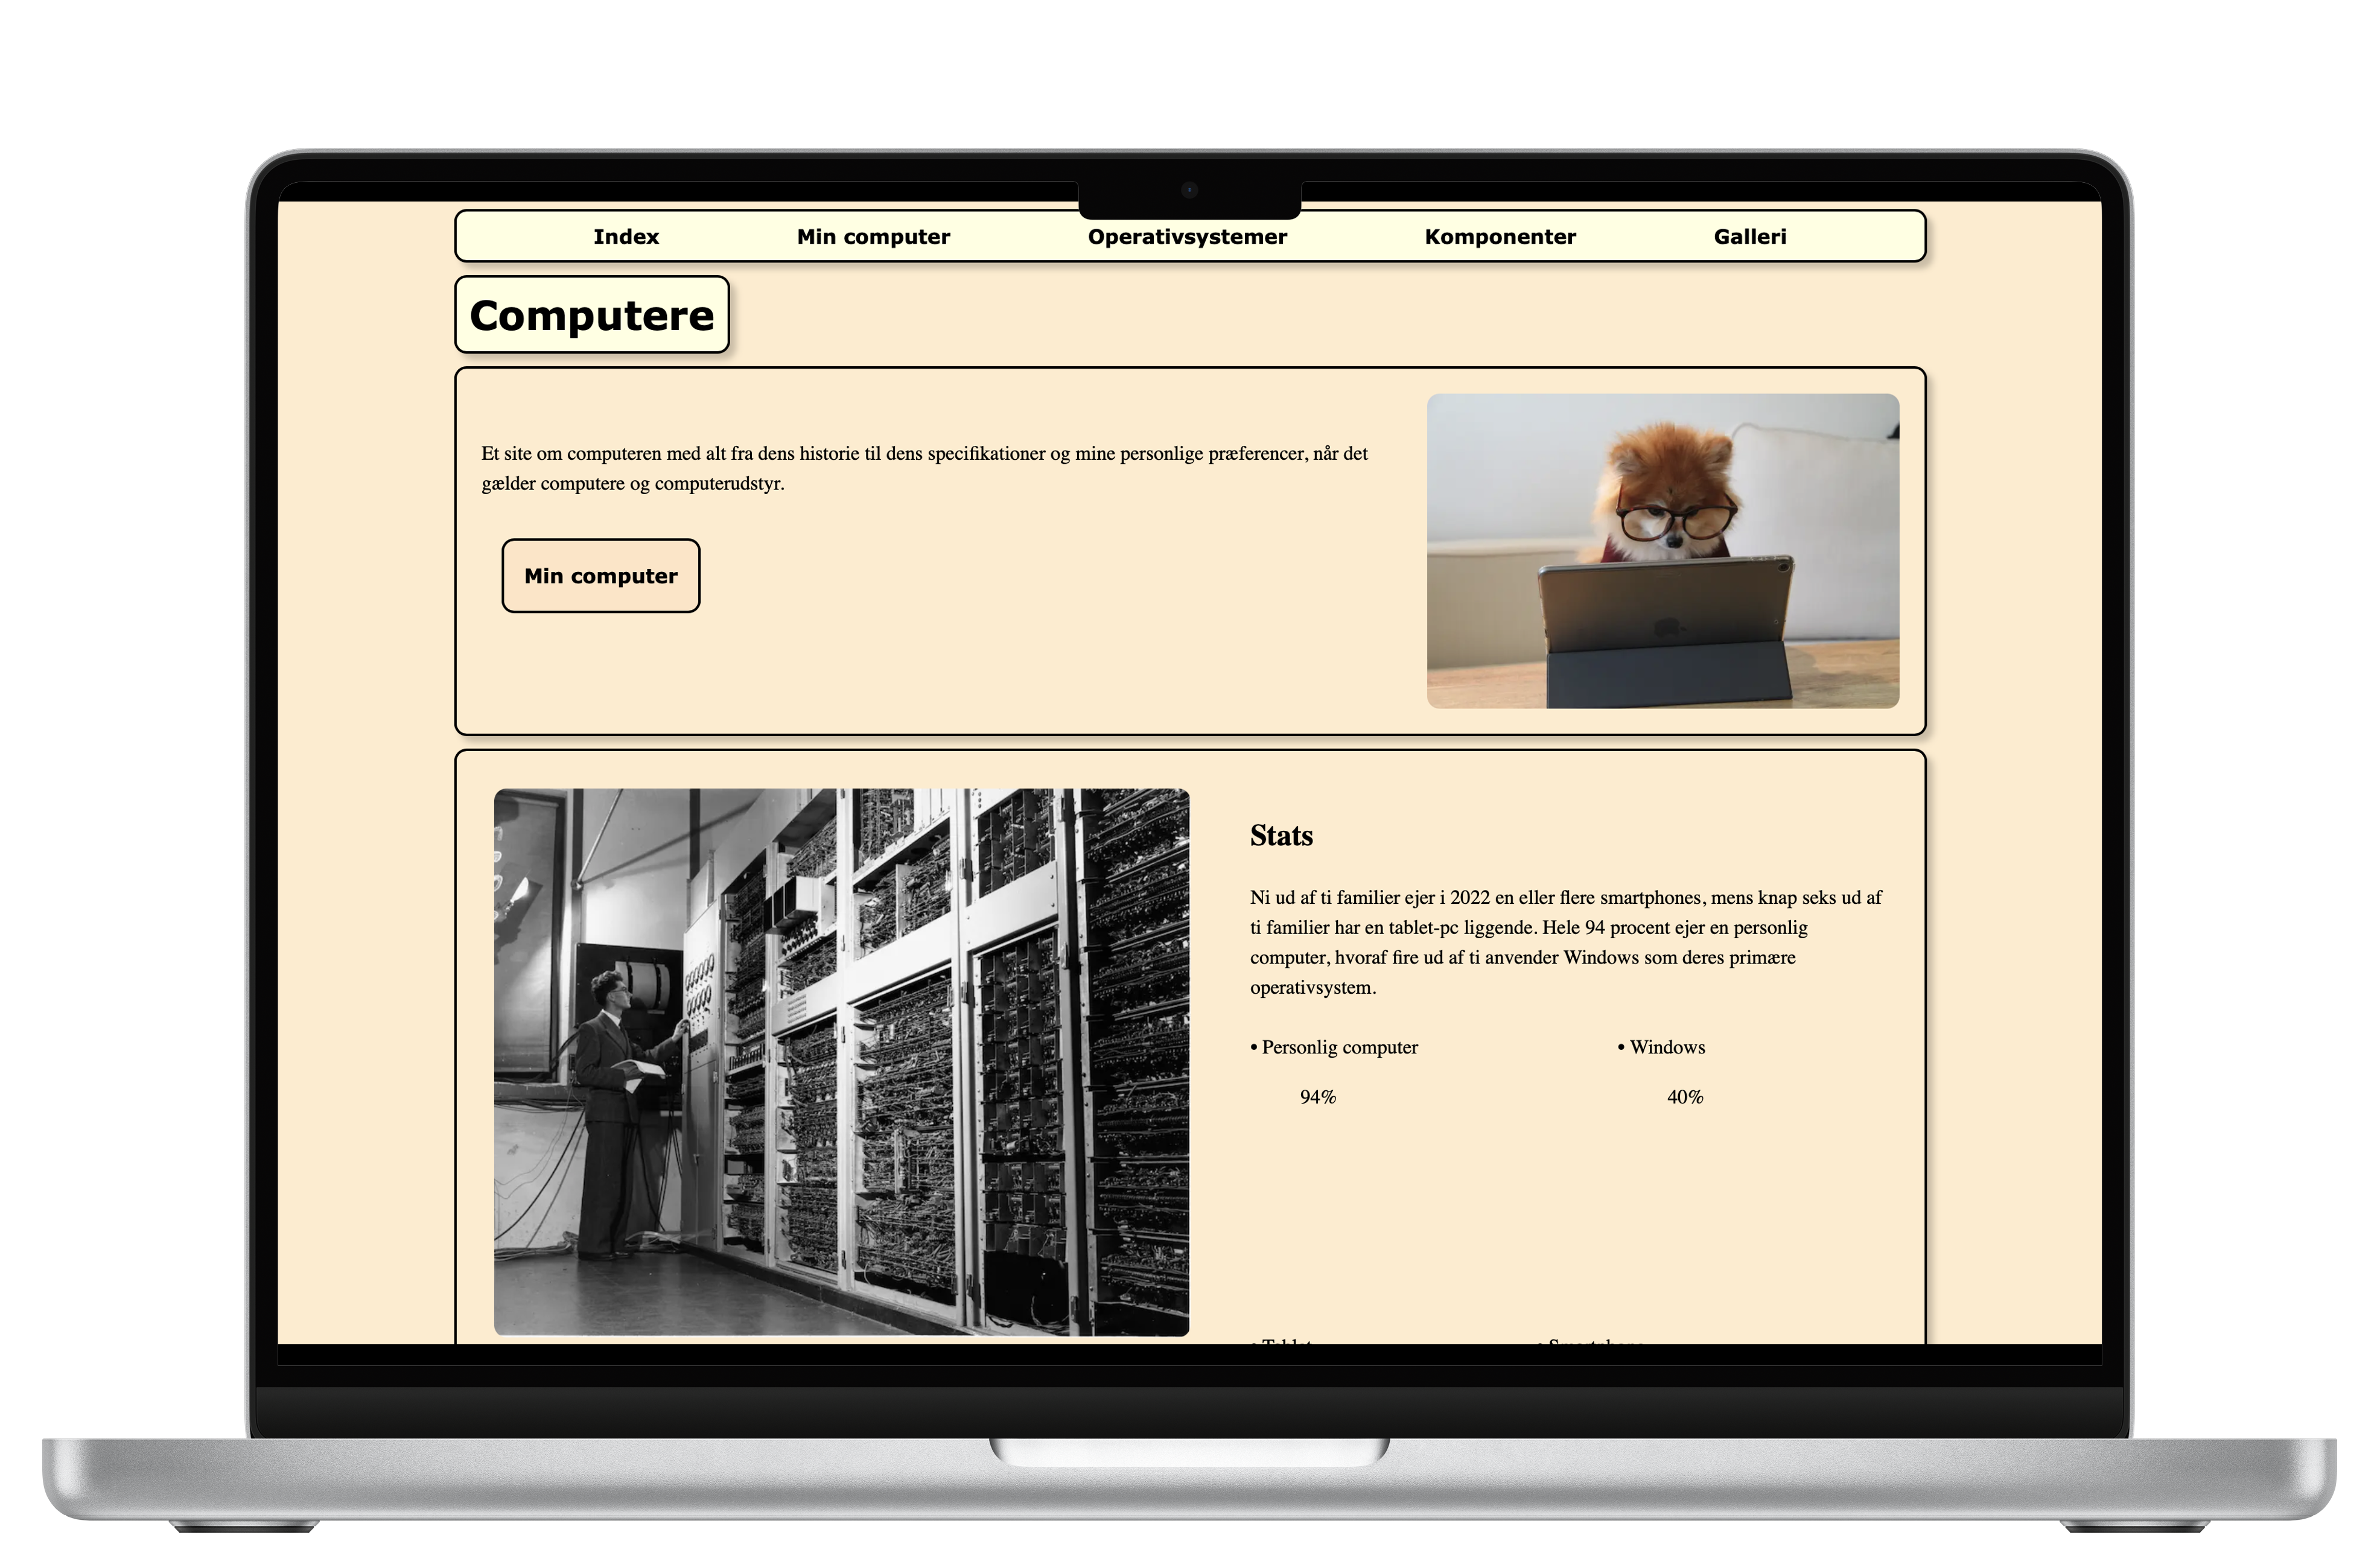 Index Min computer Operativsystemer Komponenter Galleri
Computere
Et site om computeren med alt fra dens historie til dens specifikationer og mine personlige præferencer, når det
gælder computere og computerudstyr.
Min computer
Stats
Ni ud af ti familier ejer i 2022 en eller flere smartphones, mens knap seks ud af
ti familier har en tablet-pc liggende. Hele 94 procent ejer en personlig
computer, hvoraf fire ud af ti anvender Windows som deres primære
operativsystem.
• Personlig computer • Windows
94% 40%
• Tablet • Smartphone